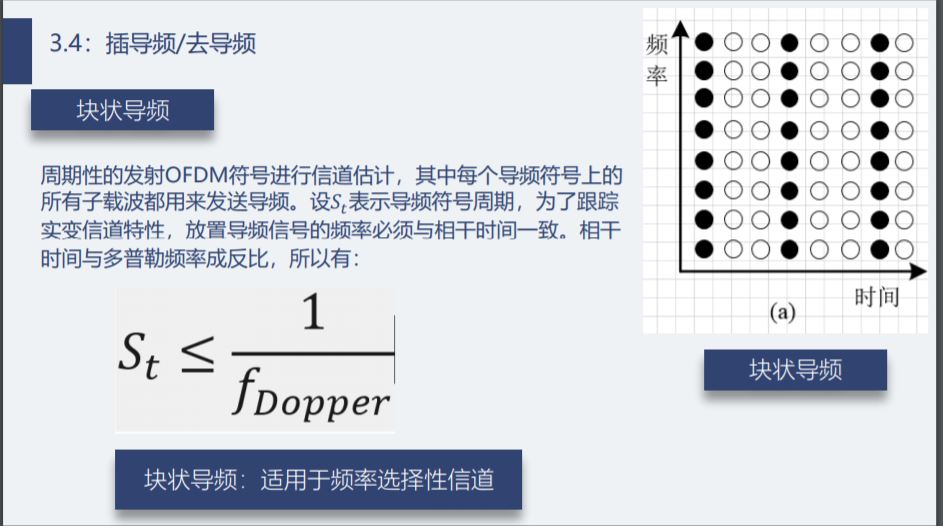 3.4：插导频/去导频
块状导频
周期性的发射OFDM符号进行信道估计，其中每个导频符号上的
所有子载波都用来发送导频。设S_t表示导频符号周期，为了跟踪
实变信道特性，放置导频信号的频率必须与相干时间一致。相干
时间与多普勒频率成反比，所以有：
S_t ≤ 1 / f_Dopper
块状导频：适用于频率选择性信道
频
率
时间
(a)
块状导频